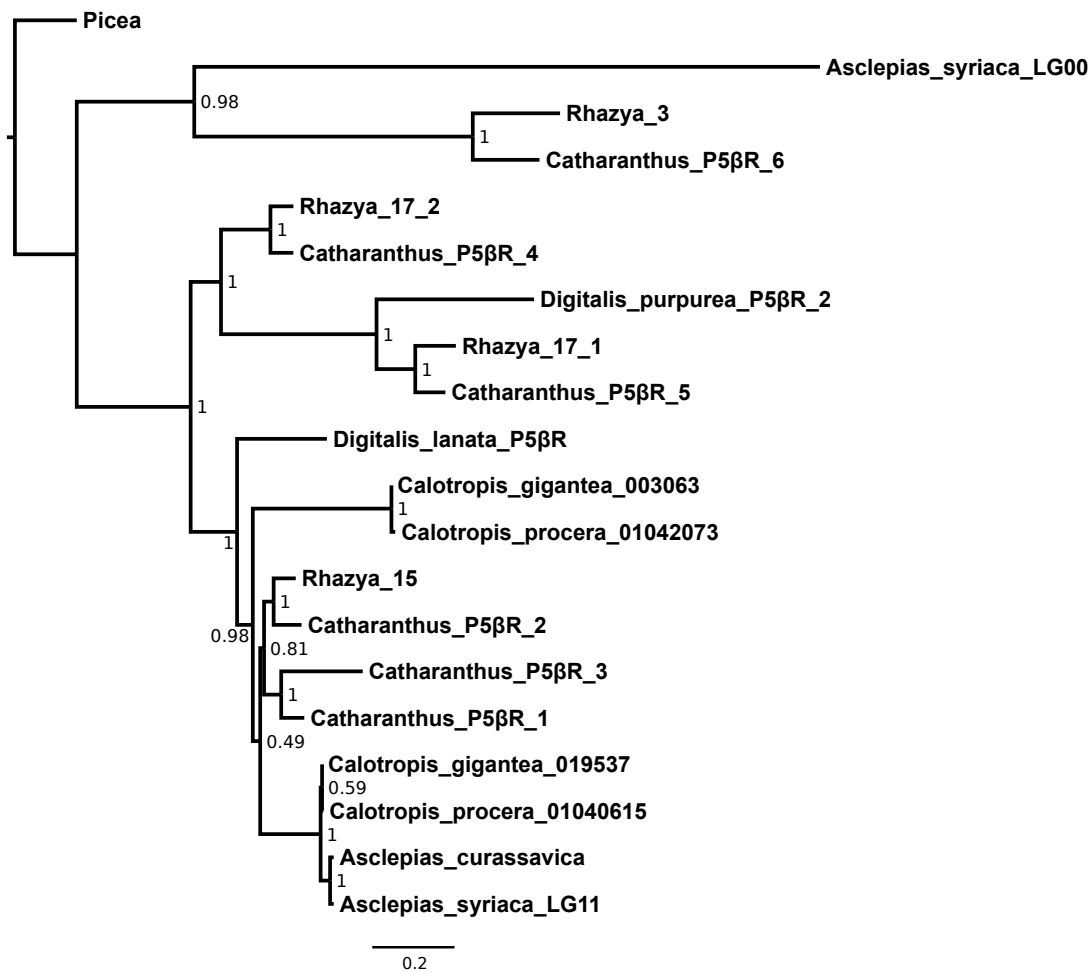 Picea
Asclepias_syriaca_LG00
0.98
Rhazya_3
1
Catharanthus_P5βR_6
Rhazya_17_2
1
Catharanthus_P5βR_4
1
Digitalis_purpurea_P5βR_2
1
Rhazya_17_1
1
Catharanthus_P5βR_5
1
Digitalis_lanata_P5βR
Calotropis_gigantea_003063
1
Calotropis_procera_01042073
1
Rhazya_15
1
Catharanthus_P5βR_2
0.98
0.81
Catharanthus_P5βR_3
1
Catharanthus_P5βR_1
0.49
Calotropis_gigantea_019537
0.59
Calotropis_procera_01040615
1
Asclepias_curassavica
1
Asclepias_syriaca_LG11
0.2